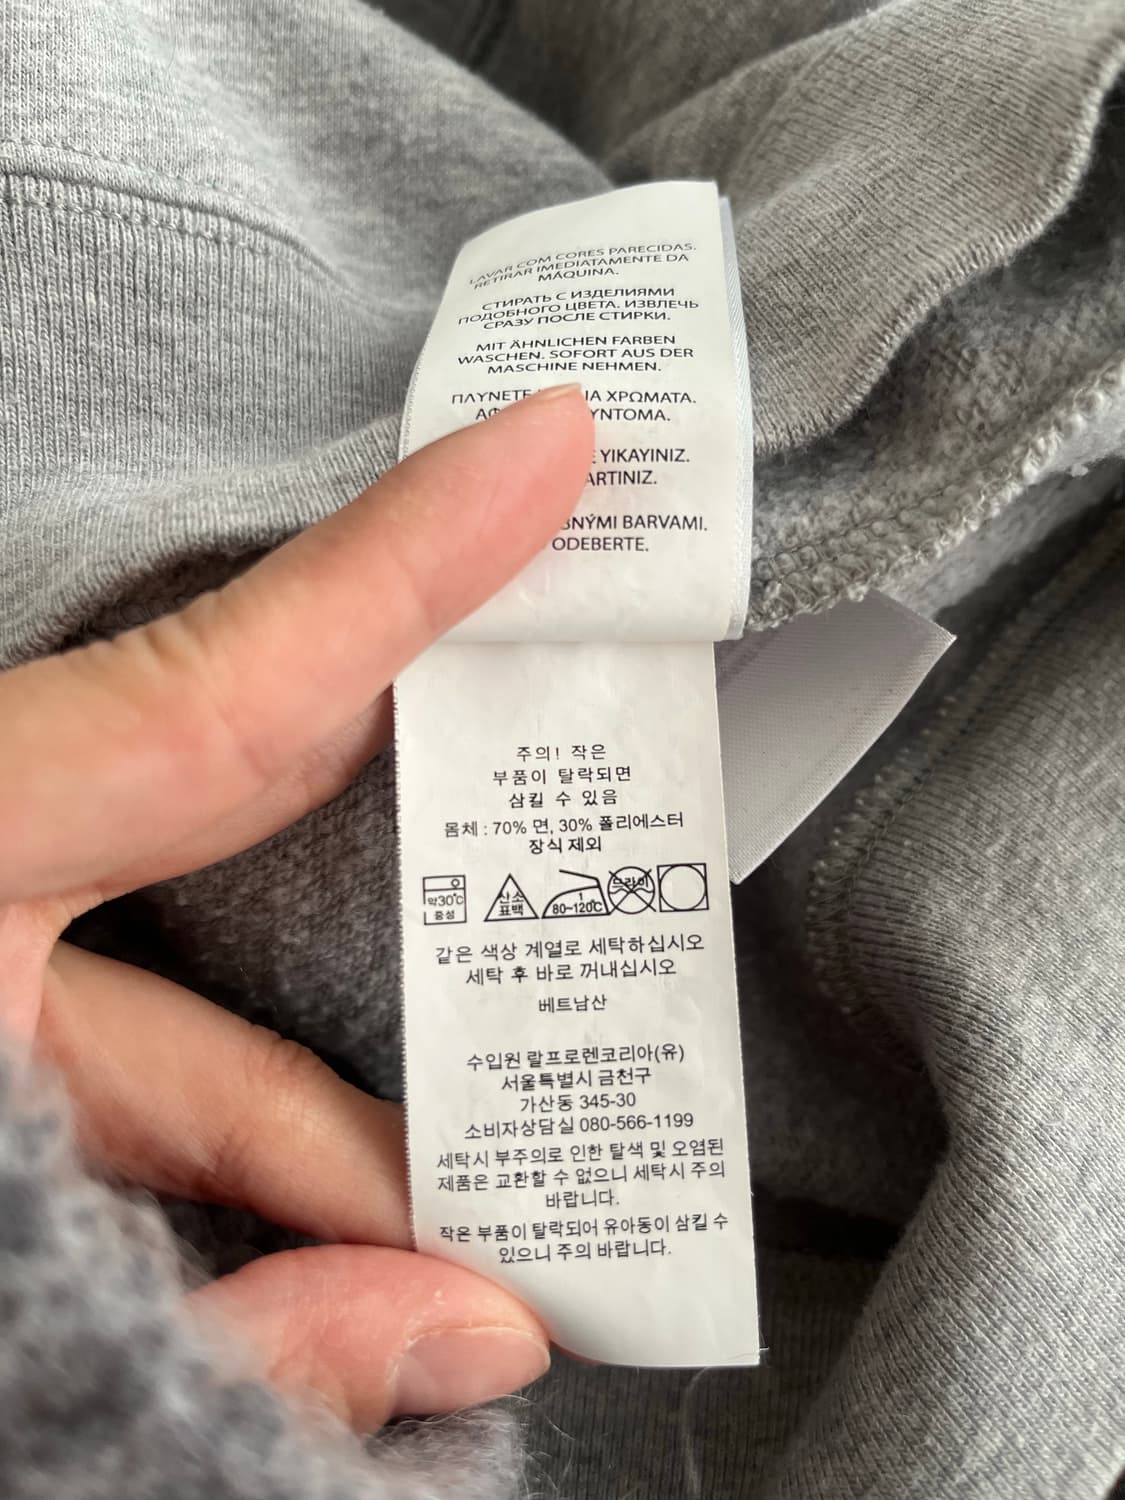 LAVAR COM CORES PARECIDAS.
RETIRAR IMEDIATAMENTE DA
MÁQUINA.
СТИРАТЬ С ИЗДЕЛИЯМИ
ПОДОБНОГО ЦВЕТА. ИЗВЛЕЧЬ
СРАЗУ ПОСЛЕ СТИРКИ.
MIT ÄHNLICHEN FARBEN
WASCHEN. SOFORT AUS DER
MASCHINE NEHMEN.
ΠΛΥΝΕΤΕ ΧΡΩΜΑΤΑ.
YIKAYINIZ.
BARVAMI.
ODEBERTE.
주의! 작은
부품이 탈락되면
삼킬 수 있음
몸체 : 70% 면, 30% 폴리에스터
장식 제외
약30℃
중성
산소
표백
1
80~120℃
드라이
같은 색상 계열로 세탁하십시오
세탁 후 바로 꺼내십시오
베트남산
수입원 랄프로렌코리아(유)
서울특별시 금천구
가산동 345-30
소비자상담실 080-566-1199
세탁시 부주의로 인한 탈색 및 오염된
제품은 교환할 수 없으니 세탁시 주의
바랍니다.
작은 부품이 탈락되어 유아동이 삼킬 수
있으니 주의 바랍니다.